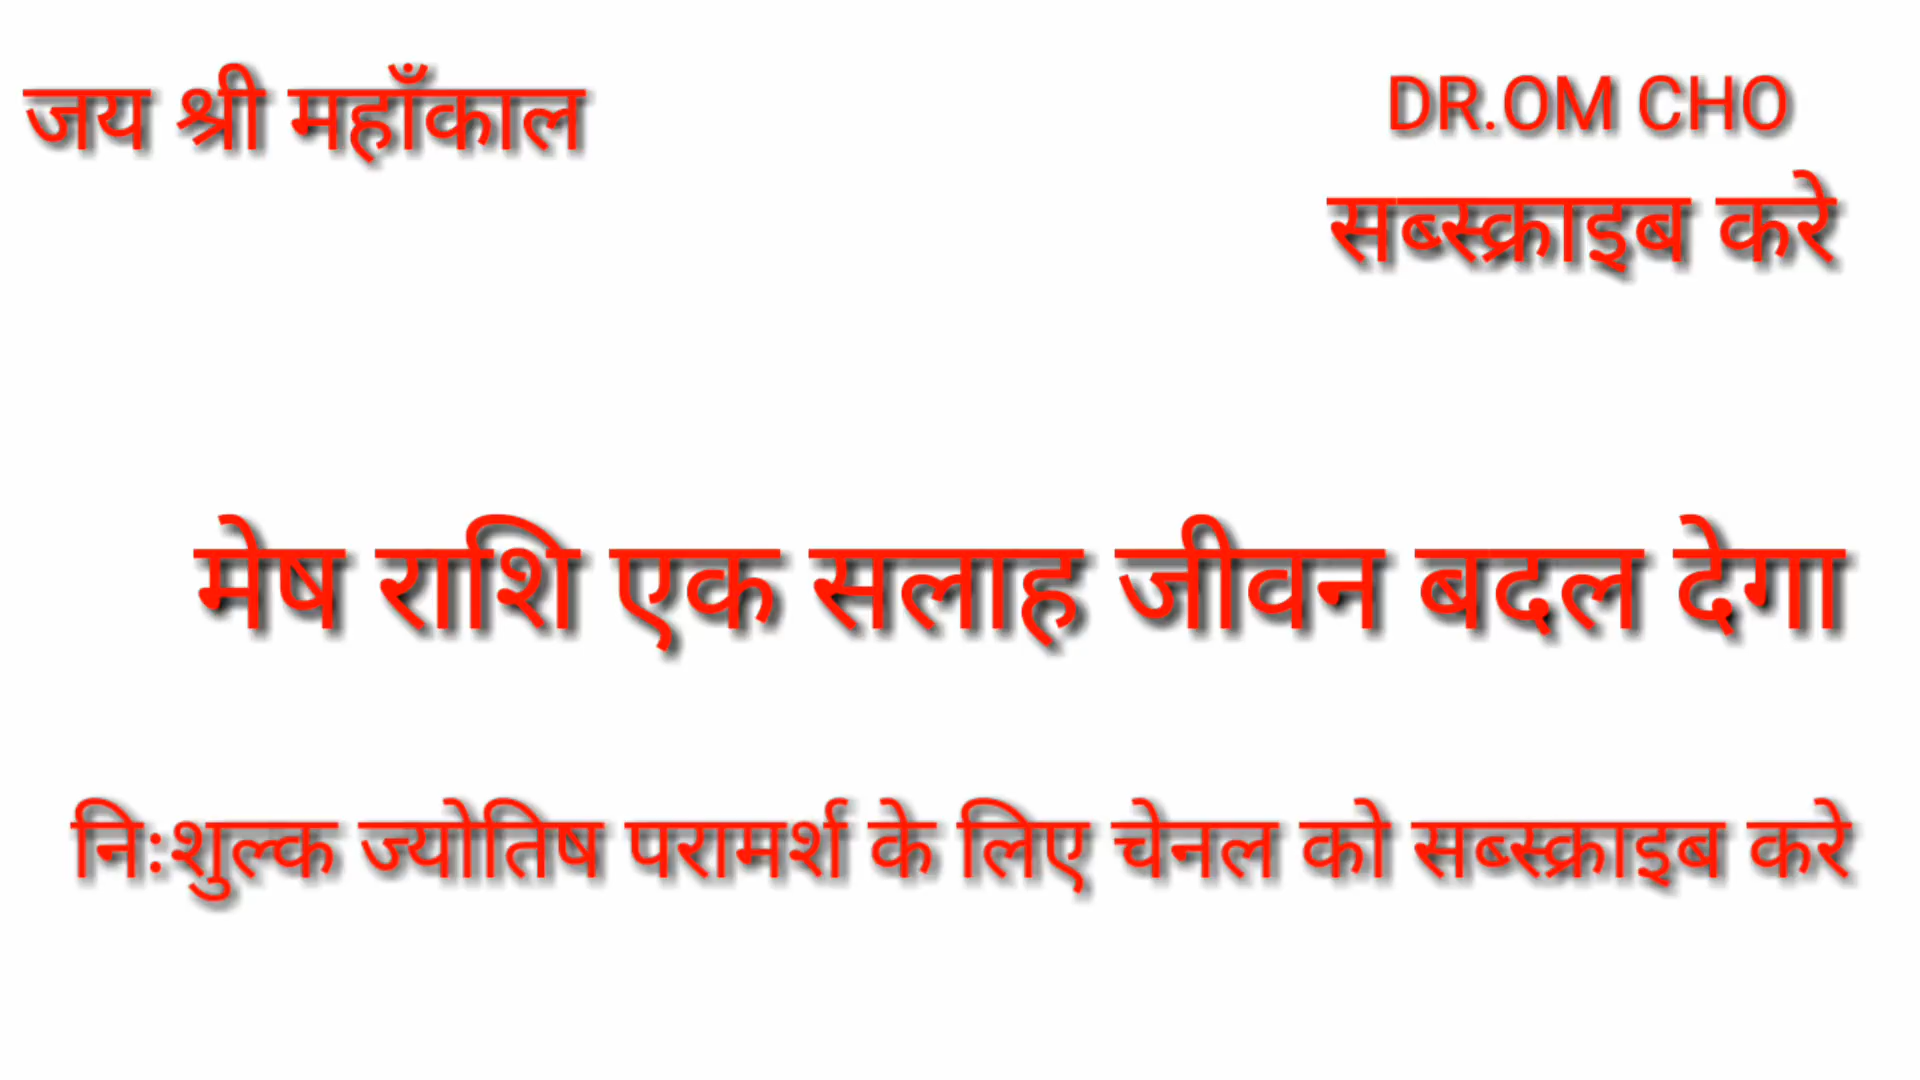 जय श्री महाँकाल
DR.OM CHO
सब्स्क्राइब करे
मेष राशि एक सलाह जीवन बदल देगा
निःशुल्क ज्योतिष परामर्श के लिए चेनल को सब्स्क्राइब करे